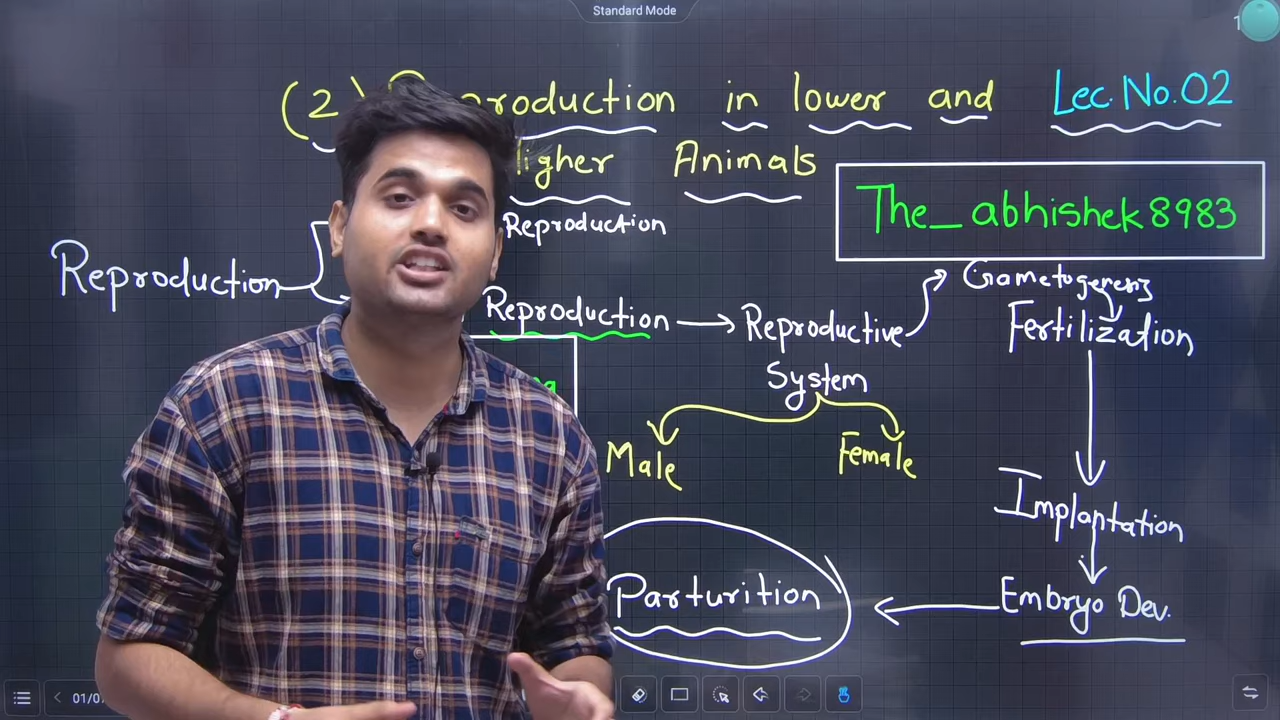 Standard Mode
(2) production in lower and Lec. No. 02
igher Animals
The_abhishek8983
Reproduction
Reproduction
Gametogenesis
Reproduction
Reproductive
System
Fertilization
Male
Female
Implantation
Parturition
Embryo Dev.
01/0